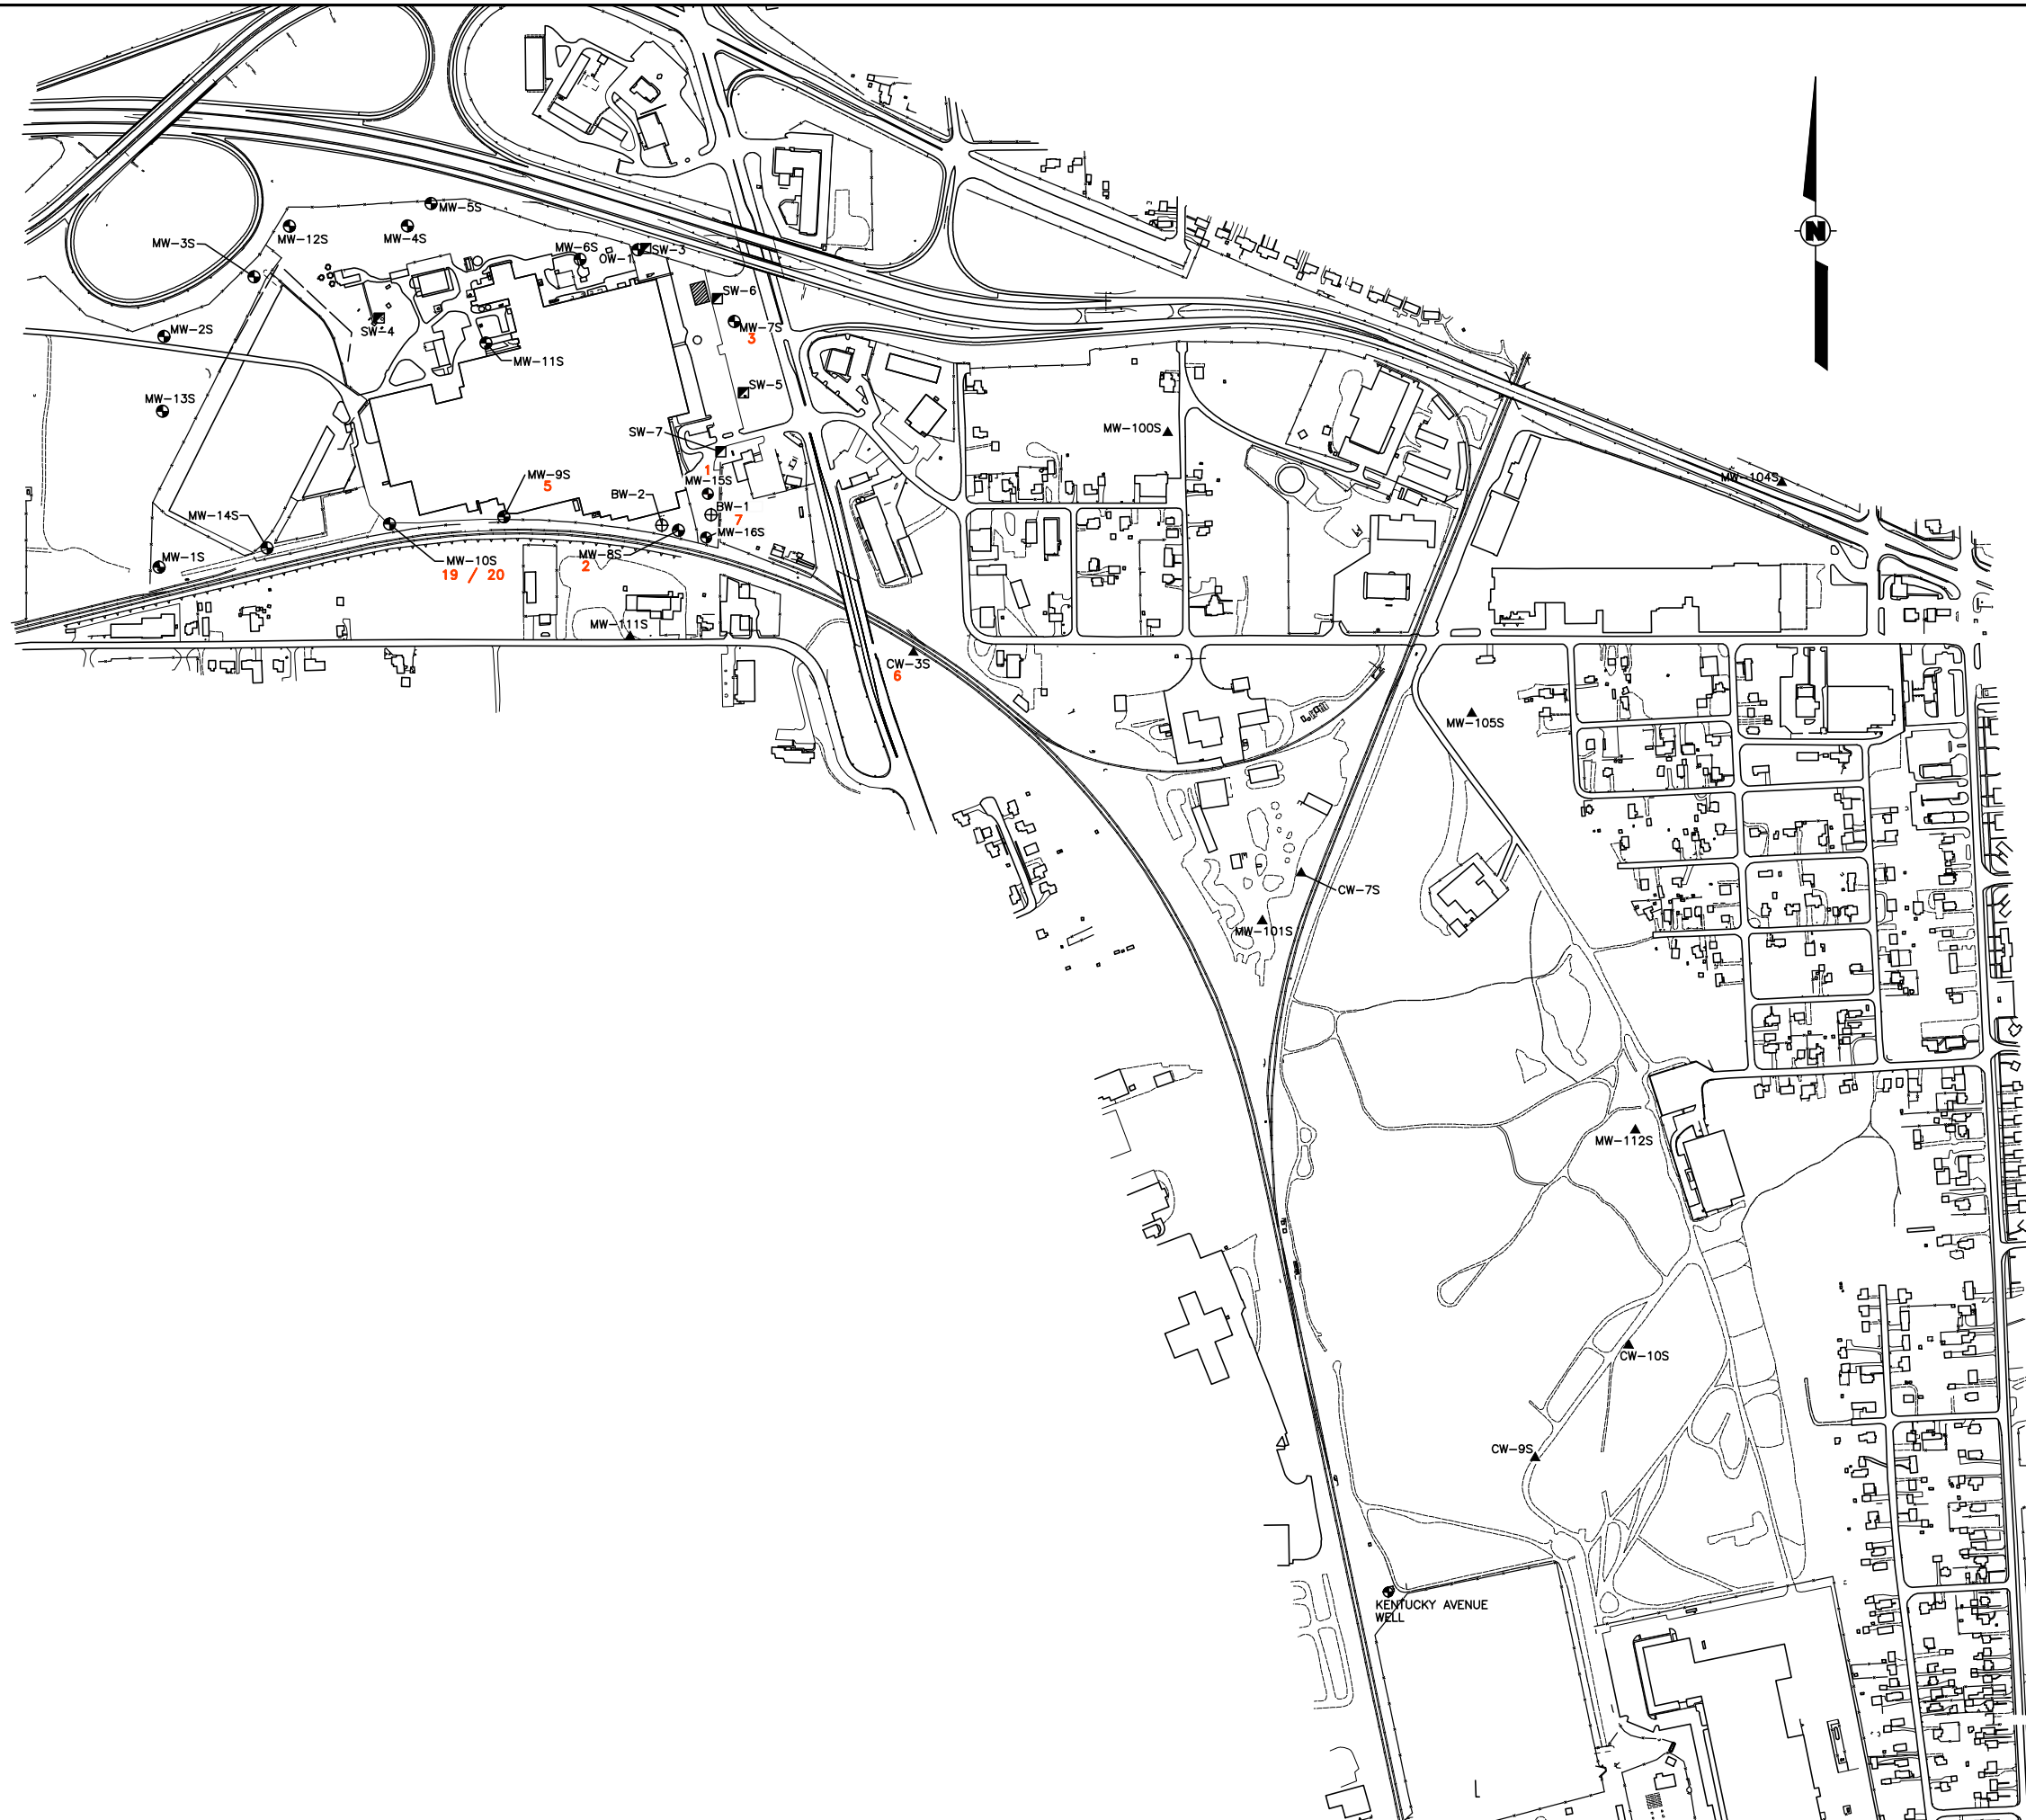 MW-5S
MW-3S
MW-12S
MW-4S
MW-6S
OW-1
SW-3
N
SW-6
SW-4
MW-2S
MW-7S
3
MW-11S
SW-5
MW-13S
SW-7
MW-100S
1
MW-9S
5
MW-15S
MW-104S
BW-2
BW-1
7
MW-14S
MW-16S
MW-1S
MW-8S
2
MW-10S
19 / 20
MW-111S
CW-3S
6
MW-105S
CW-7S
MW-101S
MW-112S
CW-10S
CW-9S
KENTUCKY AVENUE
WELL